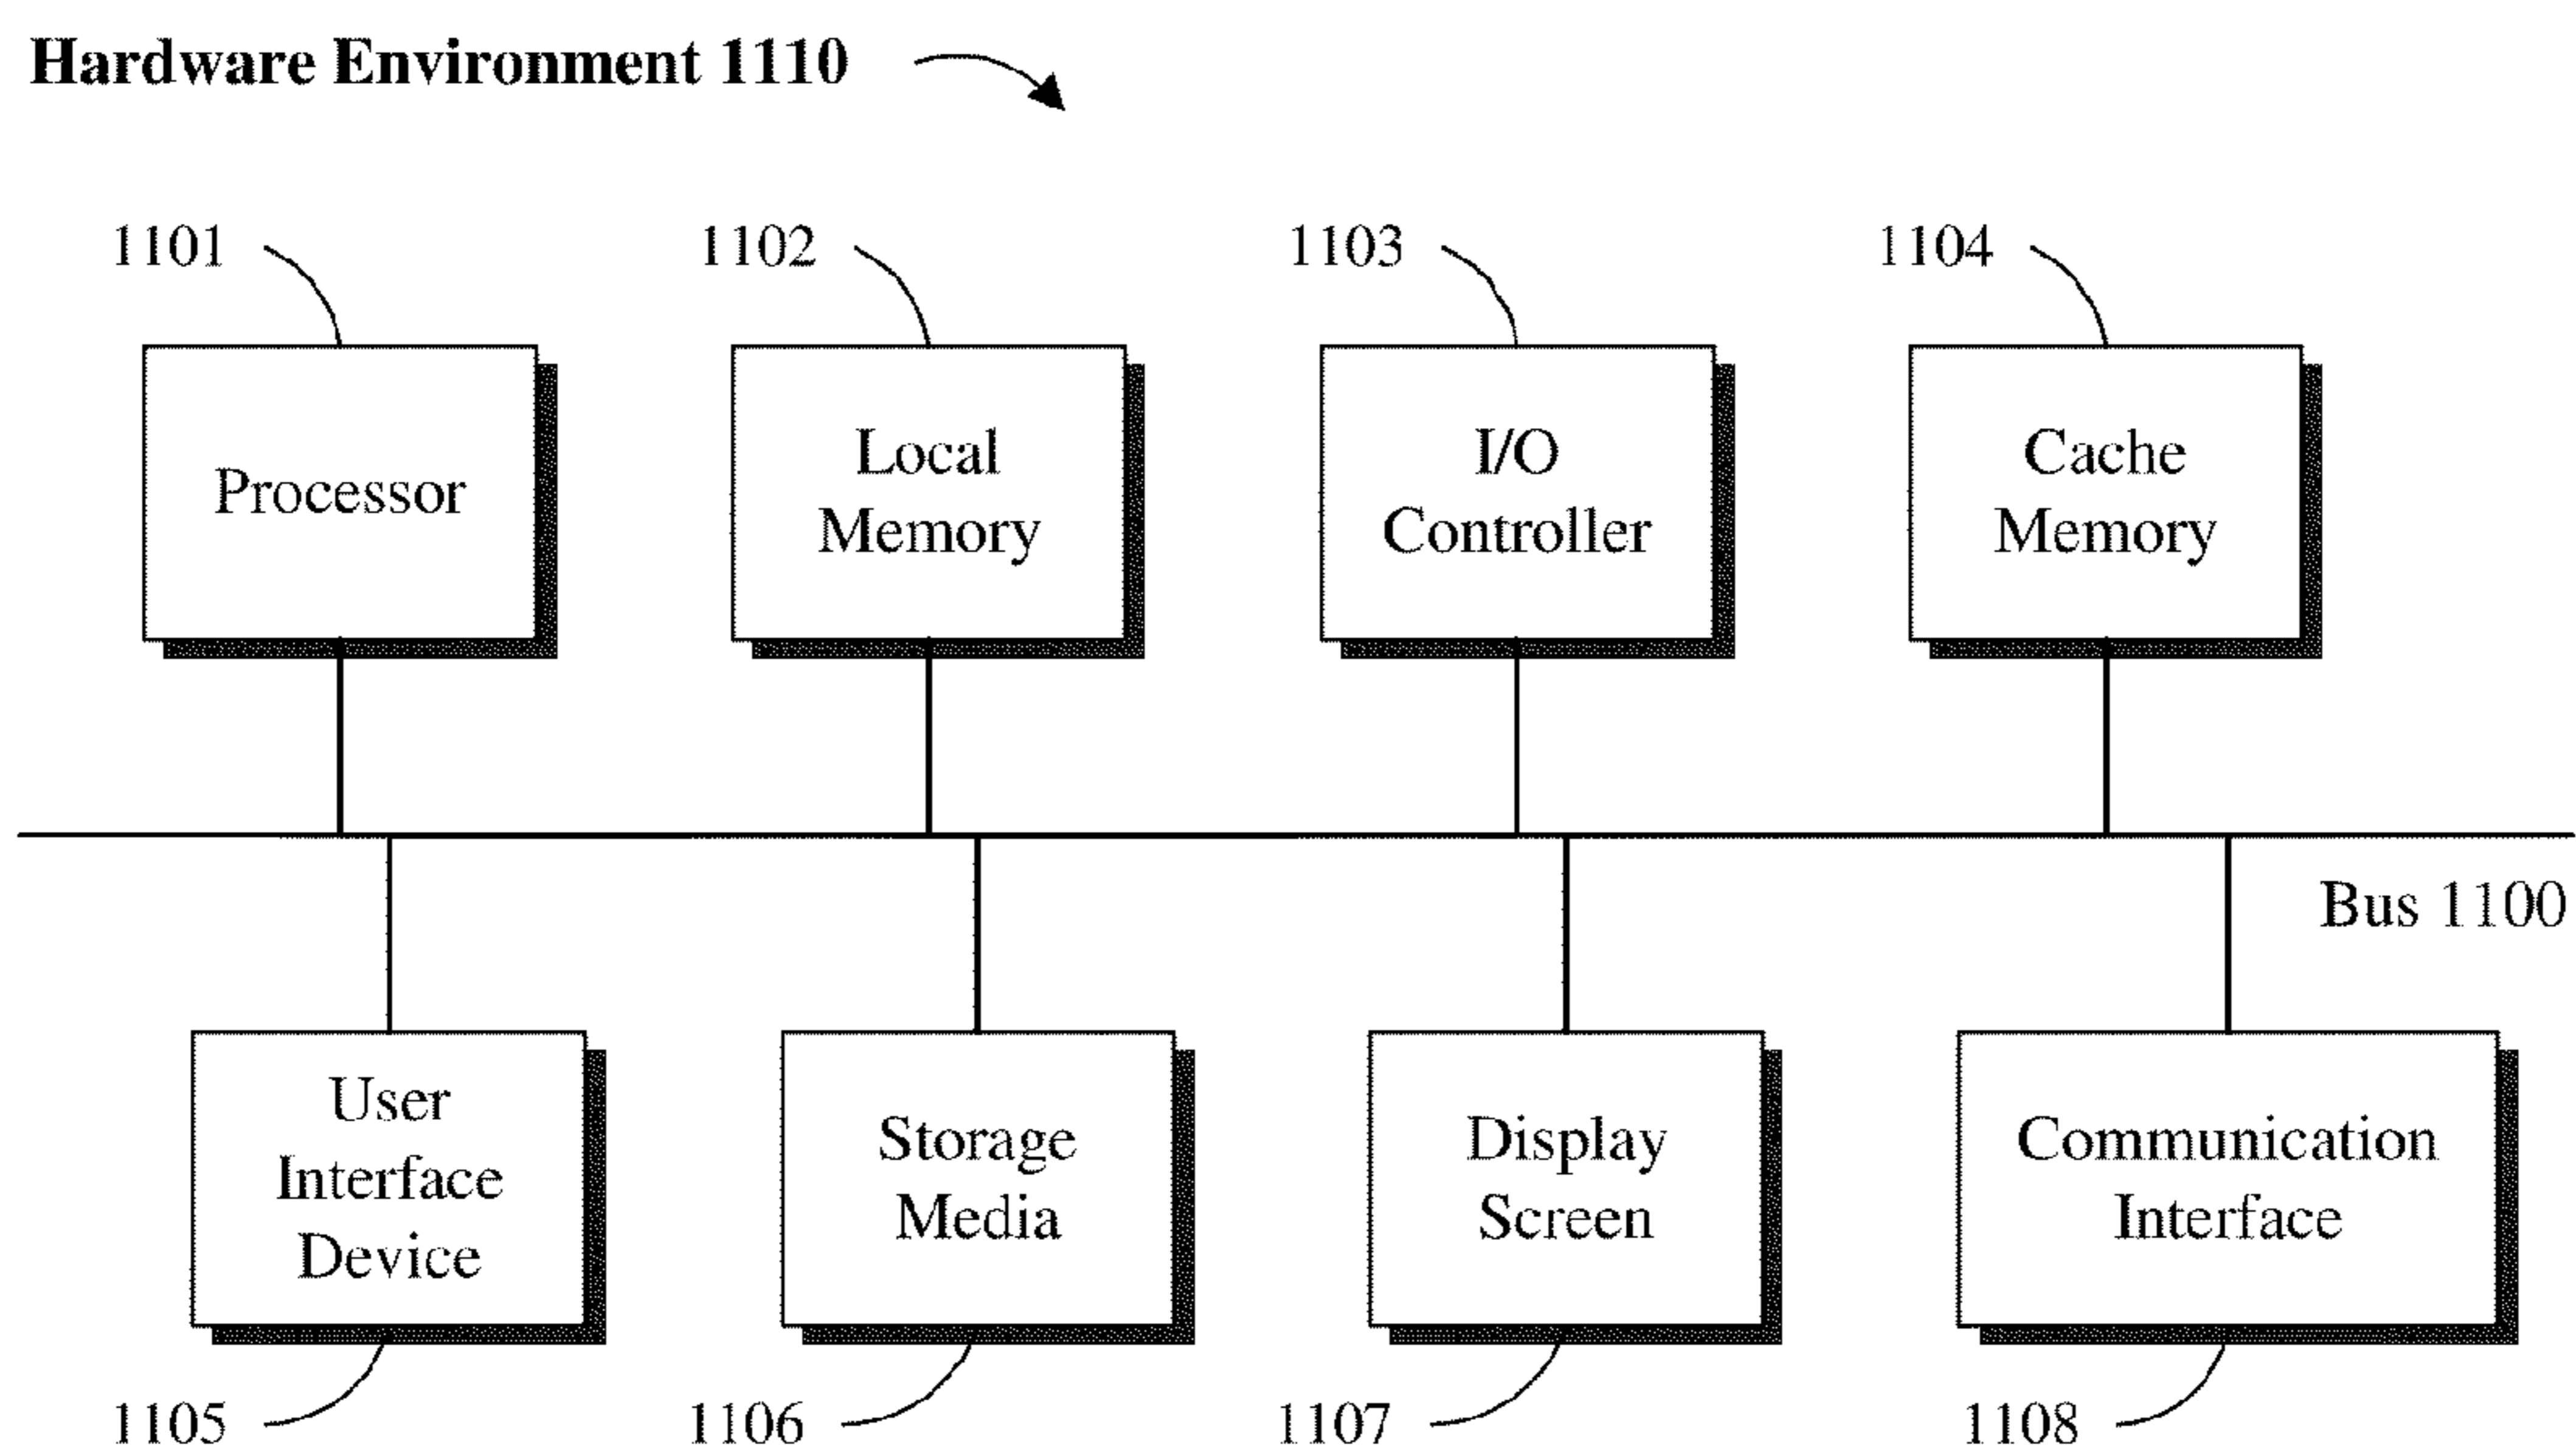 Hardware Environment 1110
1101
1102
1103
1104
Processor
Local
Memory
I/O
Controller
Cache
Memory
Bus 1100
User
Interface
Device
Storage
Media
Display
Screen
Communication
Interface
1105
1106
1107
1108